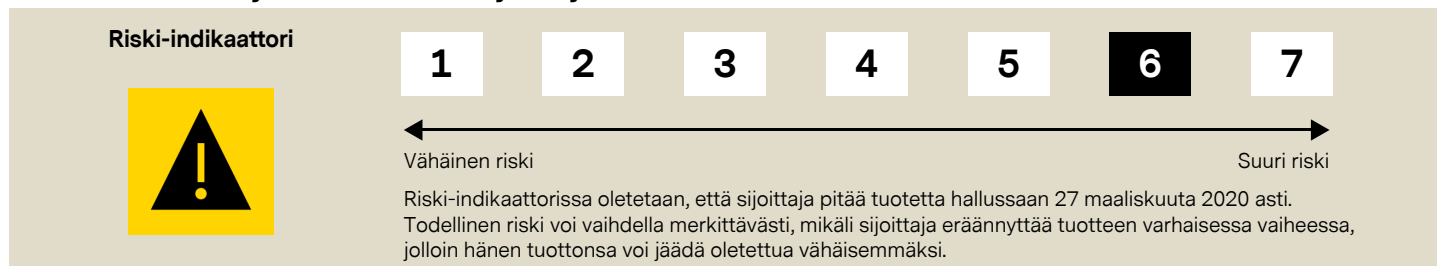 Riski-indikaattori
1 2 3 4 5 6 7
Vähäinen riski Suuri riski
Riski-indikaattorissa oletetaan, että sijoittaja pitää tuotetta hallussaan 27 maaliskuuta 2020 asti.
Todellinen riski voi vaihdella merkittävästi, mikäli sijoittaja eräännyttää tuotteen varhaisessa vaiheessa,
jolloin hänen tuottonsa voi jäädä oletettua vähäisemmäksi.